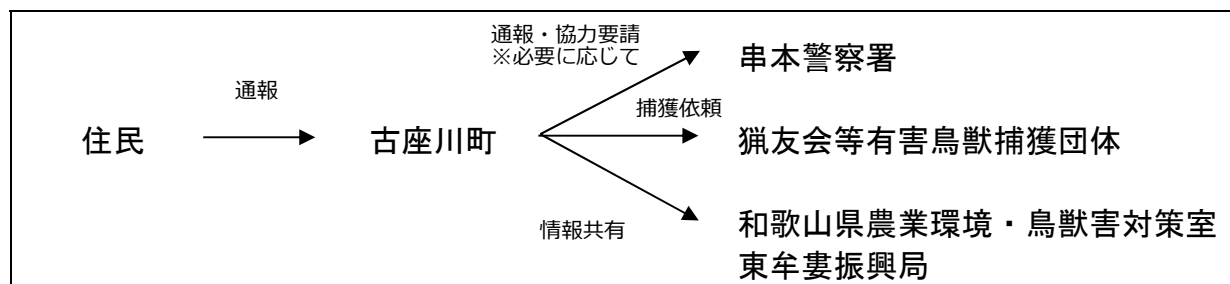 通報・協力要請
※必要に応じて
串本警察署
通報
捕獲依頼
住民
古座川町
猟友会等有害鳥獣捕獲団体
情報共有
和歌山県農業環境・鳥獣害対策室
東牟婁振興局